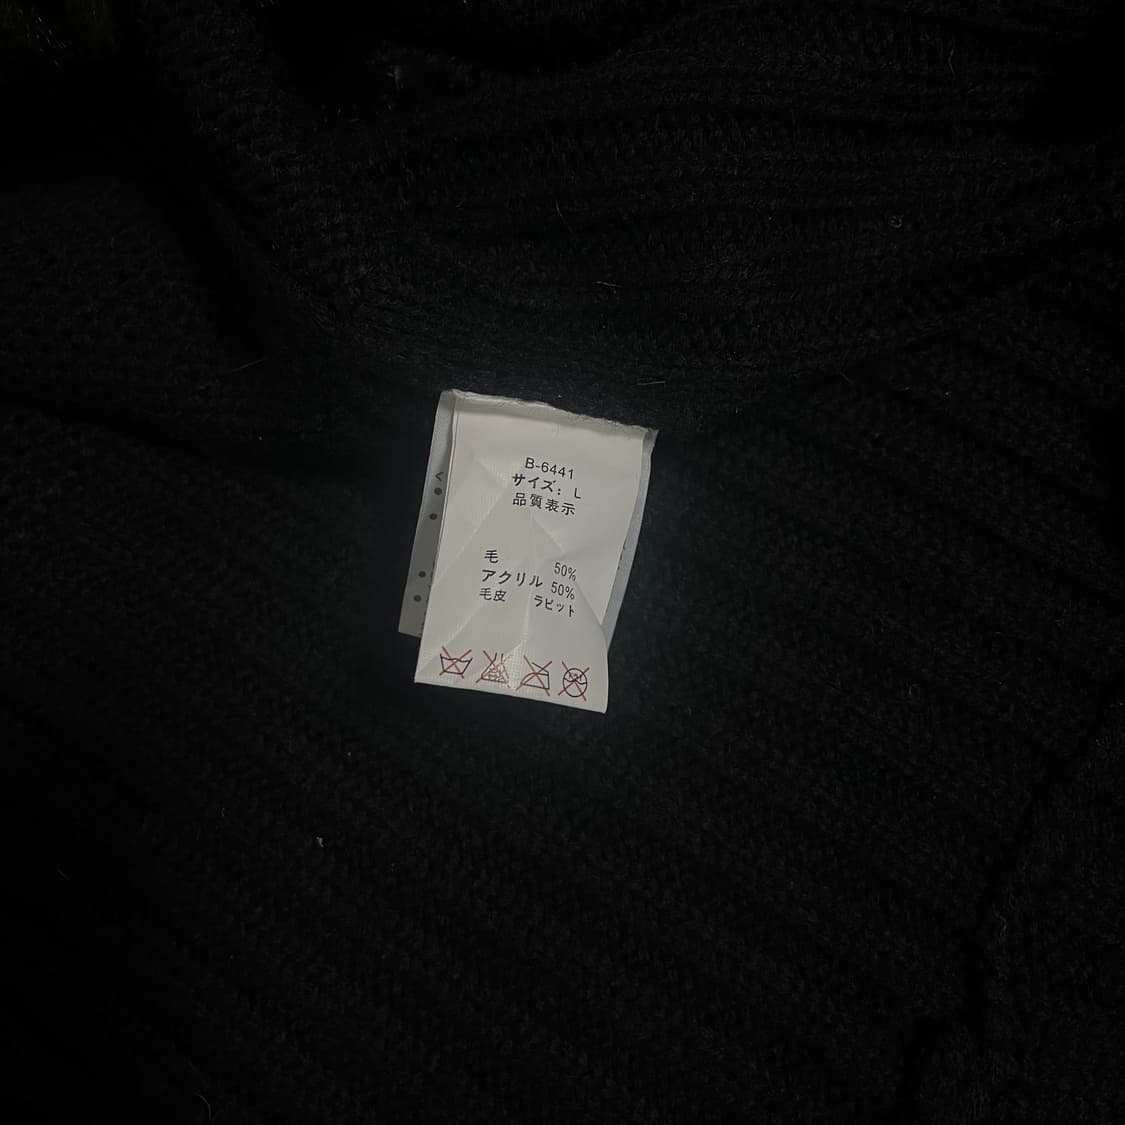 B-6441
サイズ: L
品質表示
毛 50%
アクリル 50%
毛皮 ラビット
く